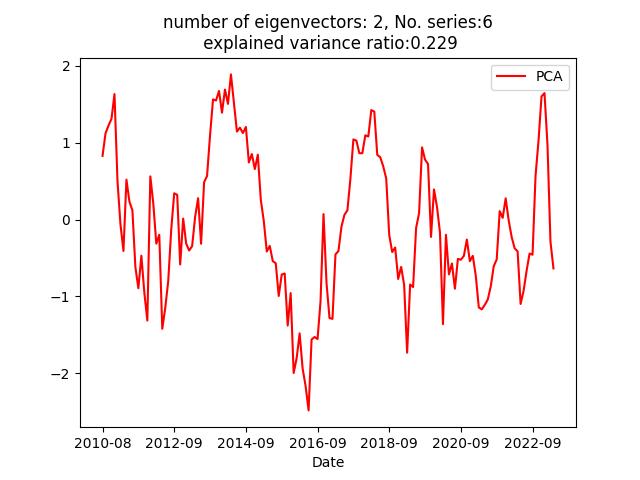 number of eigenvectors: 2, No. series:6
explained variance ratio:0.229
PCA
2
1
0
−1
−2
2010-08 2012-09 2014-09 2016-09 2018-09 2020-09 2022-09
Date